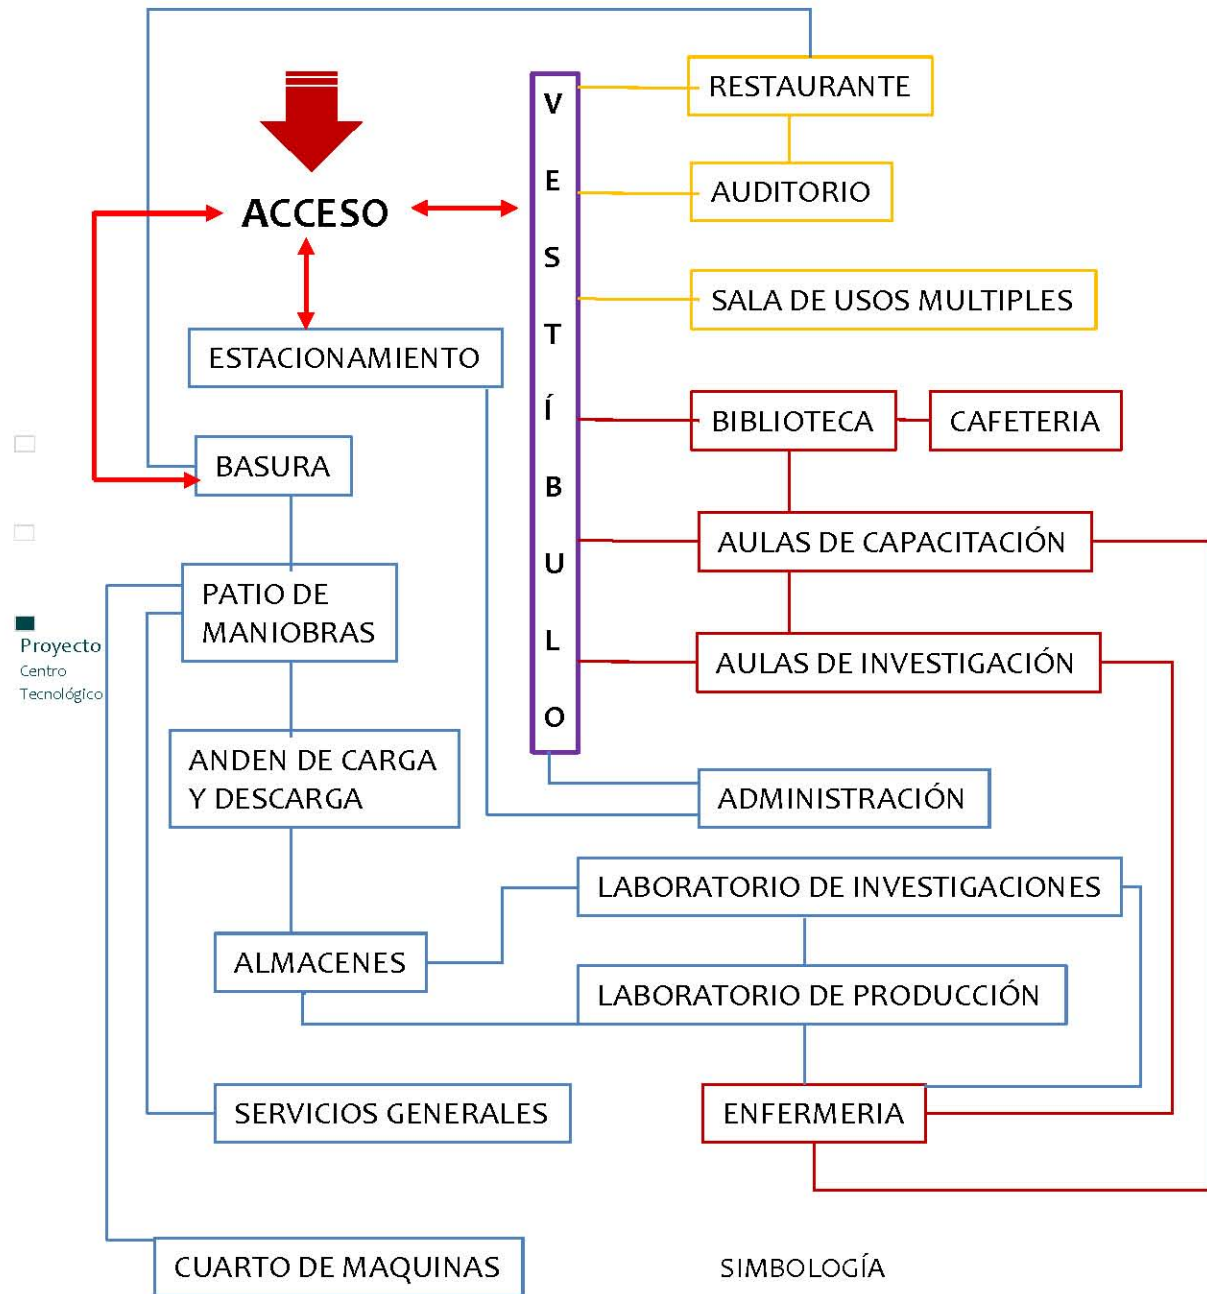 RESTAURANTE
AUDITORIO
ACCESO
VESTÍBULO
SALA DE USOS MULTIPLES
ESTACIONAMIENTO
BIBLIOTECA
CAFETERIA
BASURA
AULAS DE CAPACITACIÓN
PATIO DE
MANIOBRAS
Proyecto
Centro
Tecnológico
AULAS DE INVESTIGACIÓN
ANDEN DE CARGA
Y DESCARGA
ADMINISTRACIÓN
LABORATORIO DE INVESTIGACIONES
ALMACENES
LABORATORIO DE PRODUCCIÓN
SERVICIOS GENERALES
ENFERMERIA
CUARTO DE MAQUINAS
SIMBOLOGÍA